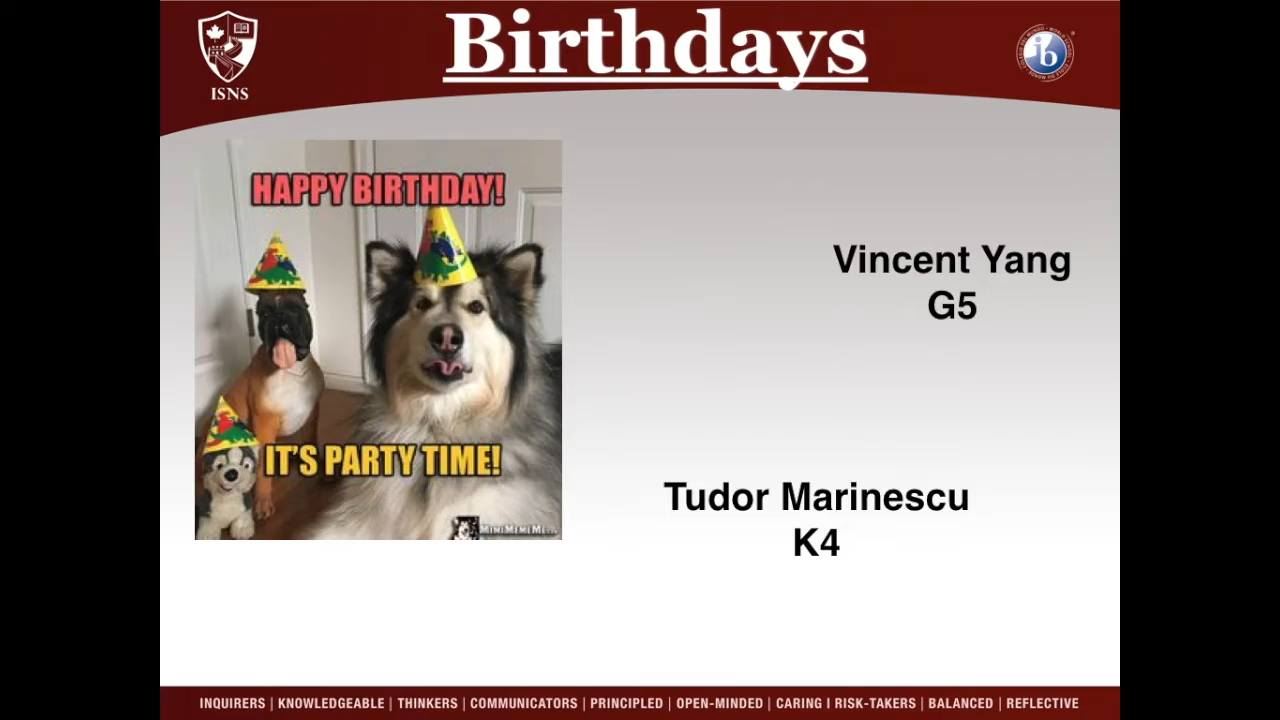 Birthdays
ISNS
ib
HAPPY BIRTHDAY!
IT'S PARTY TIME!
Vincent Yang
G5
Tudor Marinescu
K4
INQUIRERS | KNOWLEDGEABLE | THINKERS | COMMUNICATORS | PRINCIPLED | OPEN-MINDED | CARING I RISK-TAKERS | BALANCED | REFLECTIVE